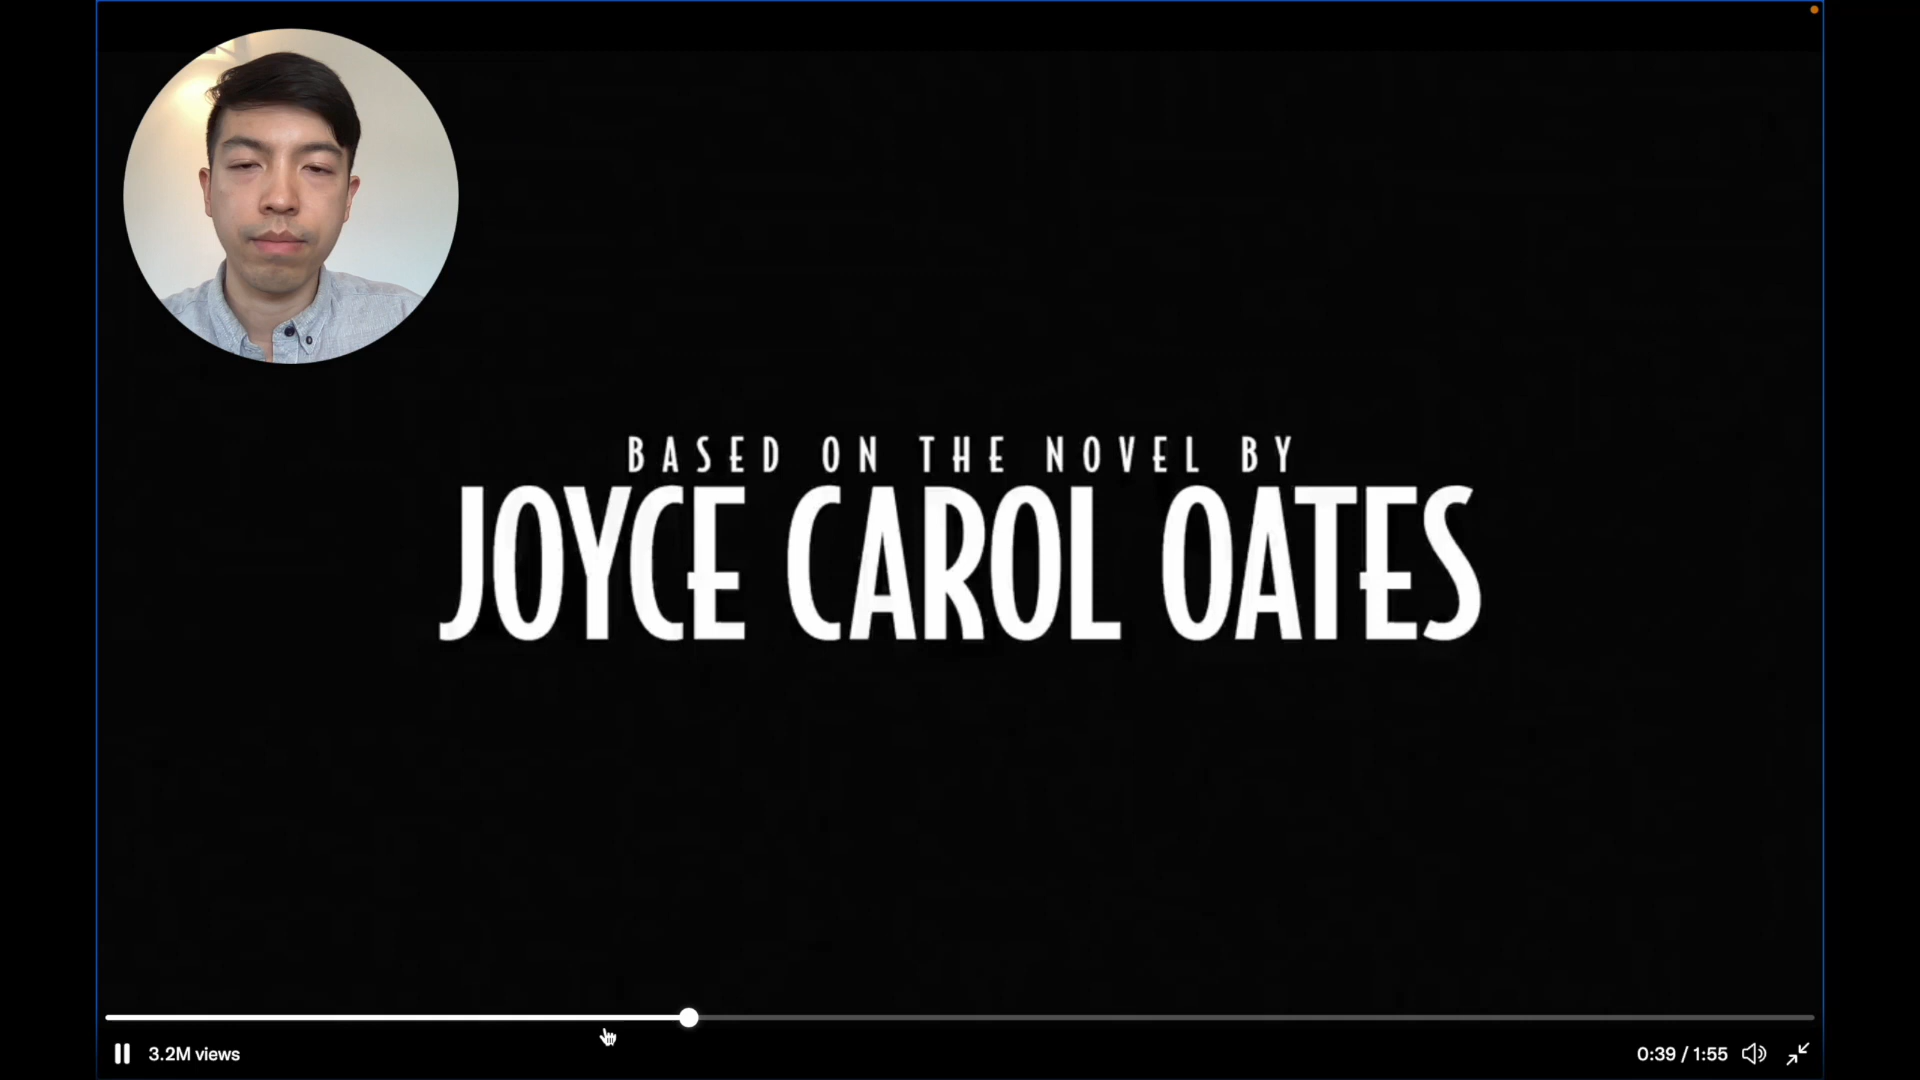 BASED ON THE NOVEL BY
JOYCE CAROL OATES
3.2M views
0:39 / 1:55